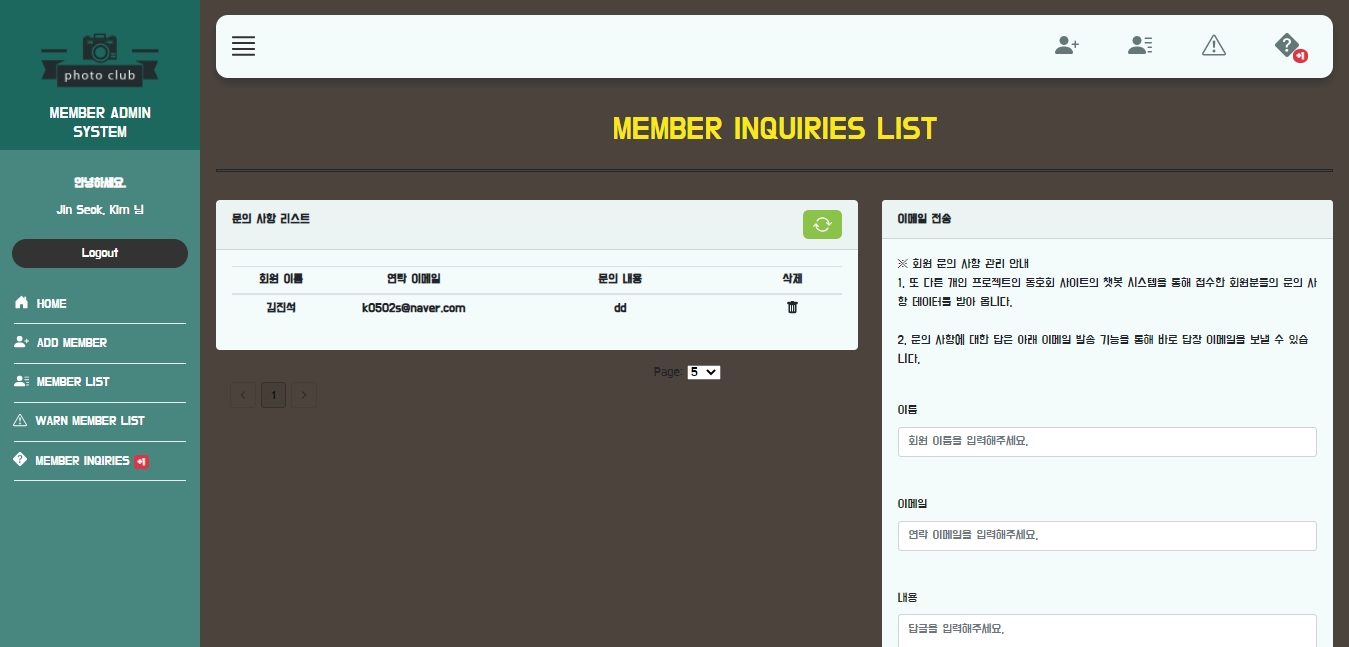 photo club
MEMBER ADMIN
SYSTEM
안녕하세요.
Jin Seok, Kim 님
Logout
HOME
ADD MEMBER
MEMBER LIST
WARN MEMBER LIST
MEMBER INQIRIES +1
+1
MEMBER INQUIRIES LIST
문의 사항 리스트
회원 이름 연락 이메일 문의 내용 삭제
김진석 k0502s@naver.com dd
Page: 5
1
이메일 전송
※ 회원 문의 사항 관리 안내
1. 또 다른 개인 프로젝트인 동호회 사이트의 챗봇 시스템을 통해 접수한 회원분들의 문의 사
항 데이터를 받아 옵니다.
2. 문의 사항에 대한 답은 아래 이메일 발송 기능을 통해 바로 답장 이메일을 보낼 수 있습
니다.
이름
회원 이름을 입력해주세요.
이메일
연락 이메일을 입력해주세요.
내용
답글을 입력해주세요.